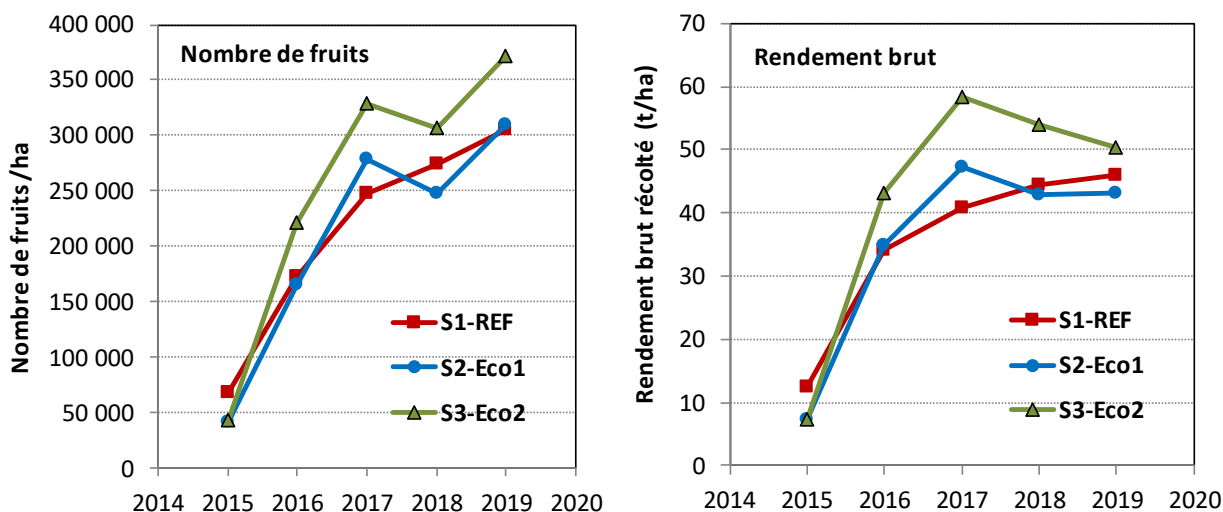 Nombre de fruits /ha
400 000
350 000
300 000
250 000
200 000
150 000
100 000
50 000
0
Nombre de fruits
S1-REF
S2-Eco1
S3-Eco2
2014 2015 2016 2017 2018 2019 2020
Rendement brut récolté (t/ha)
70
60
50
40
30
20
10
0
Rendement brut
S1-REF
S2-Eco1
S3-Eco2
2014 2015 2016 2017 2018 2019 2020